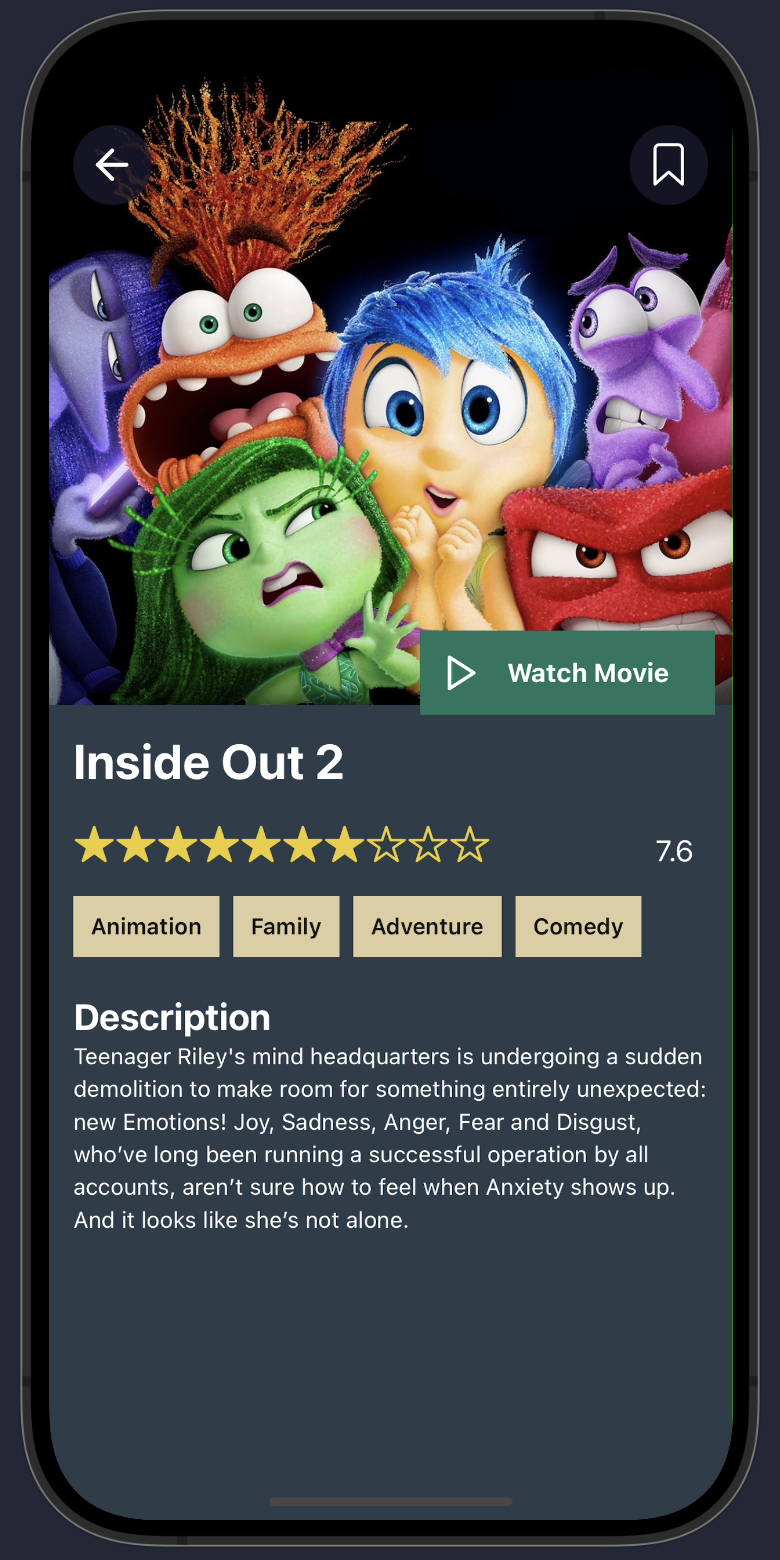 Watch Movie
Inside Out 2
7.6
Animation Family Adventure Comedy
Description
Teenager Riley's mind headquarters is undergoing a sudden
demolition to make room for something entirely unexpected:
new Emotions! Joy, Sadness, Anger, Fear and Disgust,
who’ve long been running a successful operation by all
accounts, aren’t sure how to feel when Anxiety shows up.
And it looks like she’s not alone.